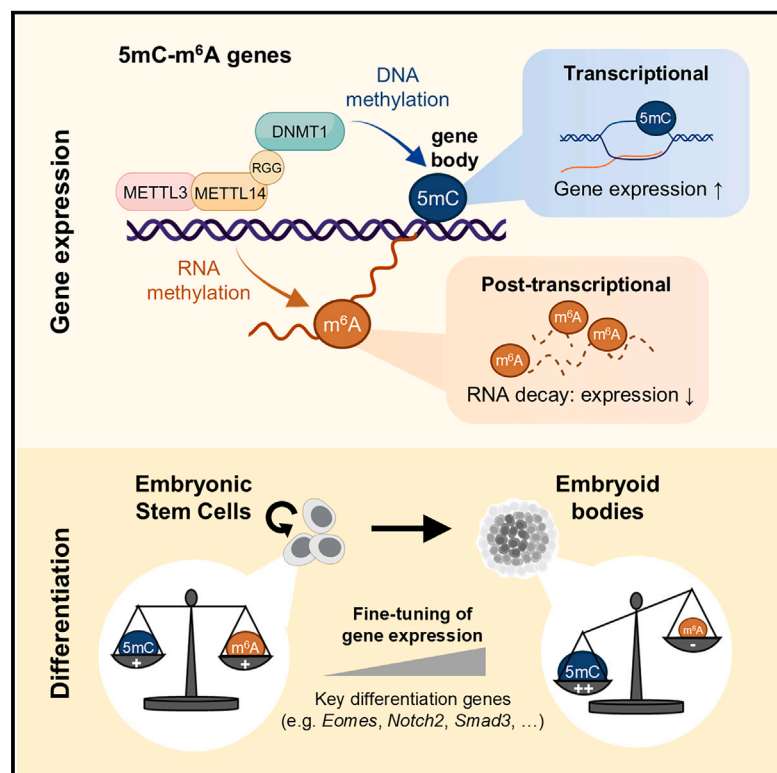 Gene expression
5mC-m⁶A genes
DNA
methylation
DNMT1
RGG
METTL3
METTL14
gene
body
5mC
Transcriptional
5mC
Gene expression ↑
RNA
methylation
m⁶A
Post-transcriptional
m⁶A
m⁶A
m⁶A
RNA decay: expression ↓
Differentiation
Embryonic
Stem Cells
Embryoid
bodies
5mC
+
m⁶A
+
Fine-tuning of
gene expression
Key differentiation genes
(e.g. Eomes, Notch2, Smad3, ...)
5mC
++
m⁶A
-